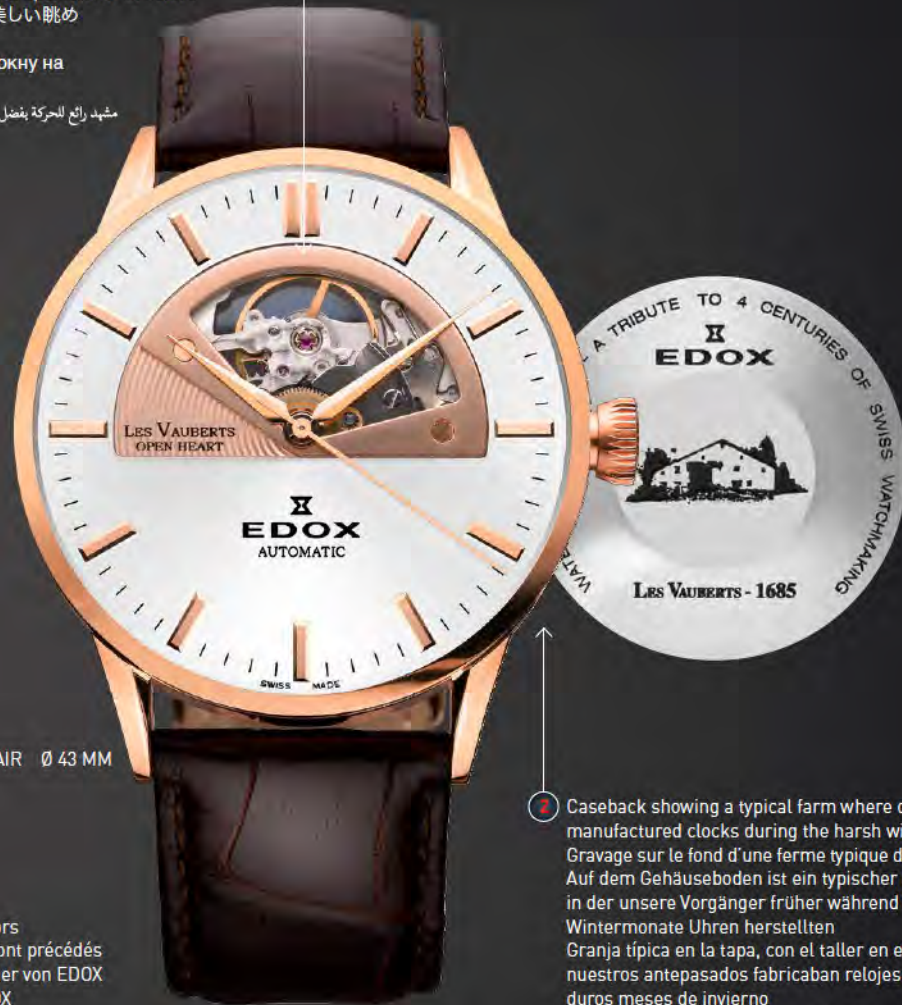 美しい眺め
окну на
مشهد رائع للحركة بفضل
LES VAUBERTS
OPEN HEART
EDOX
AUTOMATIC
SWISS MADE
A TRIBUTE TO 4 CENTURIES OF SWISS WATCHMAKING
EDOX
LES VAUBERTS - 1685
AIR Ø 43 MM
2 Caseback showing a typical farm where
manufactured clocks during the harsh
Gravage sur le fond d'une ferme typique
Auf dem Gehäuseboden ist ein typischer
in der unsere Vorgänger früher während
Wintermonate Uhren herstellten
Granja típica en la tapa, con el taller en
nuestros antepasados fabricaban relojes
duros meses de invierno
ont précédés
er von EDOX